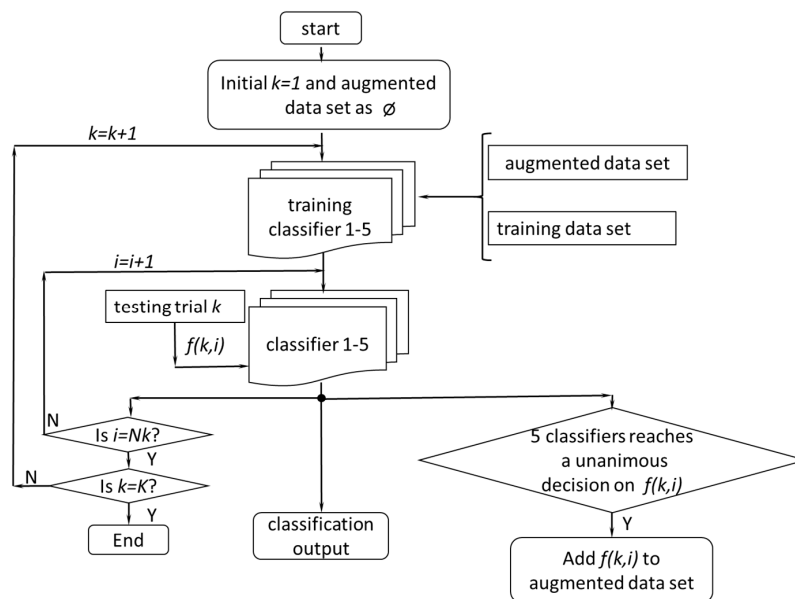 start
Initial k=1 and augmented
data set as ∅
k=k+1
augmented data set
training
classifier 1-5
training data set
i=i+1
testing trial k
f(k,i)
classifier 1-5
N
Is i=Nk?
Y
5 classifiers reaches
a unanimous
decision on f(k,i)
N
Is k=K?
Y
End
classification
output
Y
Add f(k,i) to
augmented data set